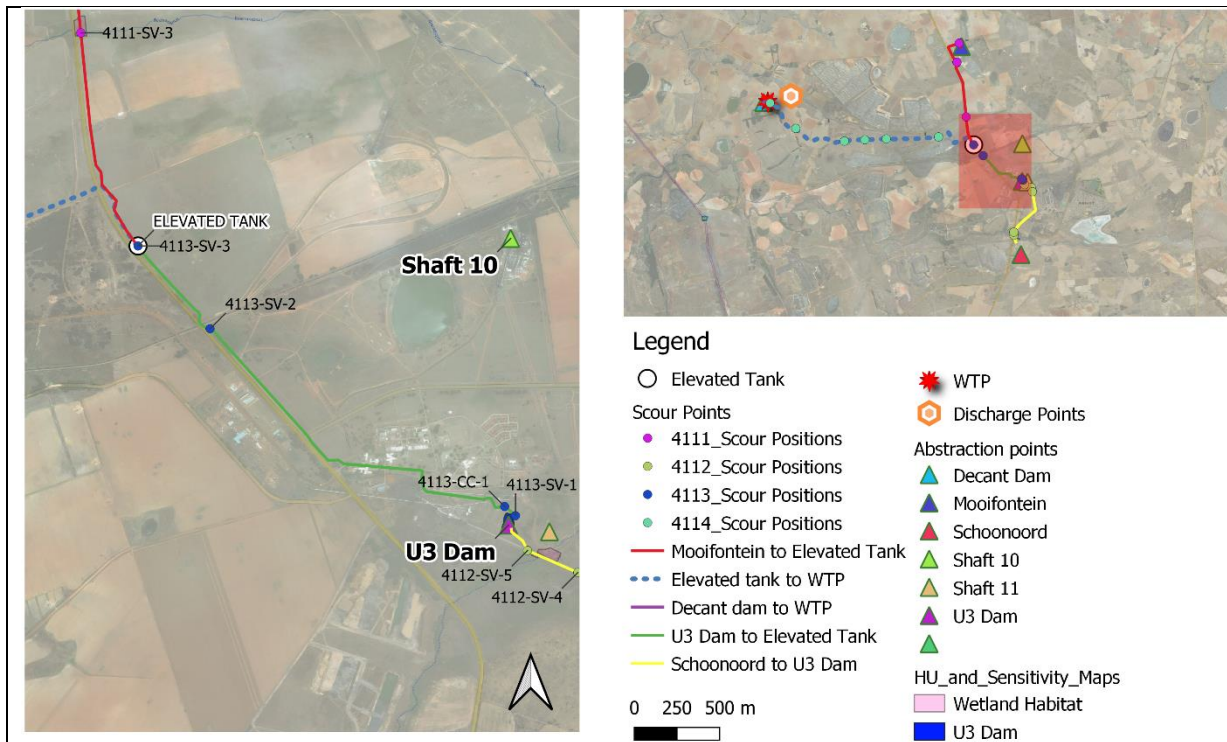 4111-SV-3
ELEVATED TANK
4113-SV-3
Shaft 10
4113-SV-2
4113-CC-1
4113-SV-1
U3 Dam
4112-SV-5
4112-SV-4
Legend
Elevated Tank
Scour Points
4111_Scour Positions
4112_Scour Positions
4113_Scour Positions
4114_Scour Positions
Mooifontein to Elevated Tank
Elevated tank to WTP
Decant dam to WTP
U3 Dam to Elevated Tank
Schoonoord to U3 Dam
0 250 500 m
WTP
Discharge Points
Abstraction points
Decant Dam
Mooifontein
Schoonoord
Shaft 10
Shaft 11
U3 Dam
HU_and_Sensitivity_Maps
Wetland Habitat
U3 Dam